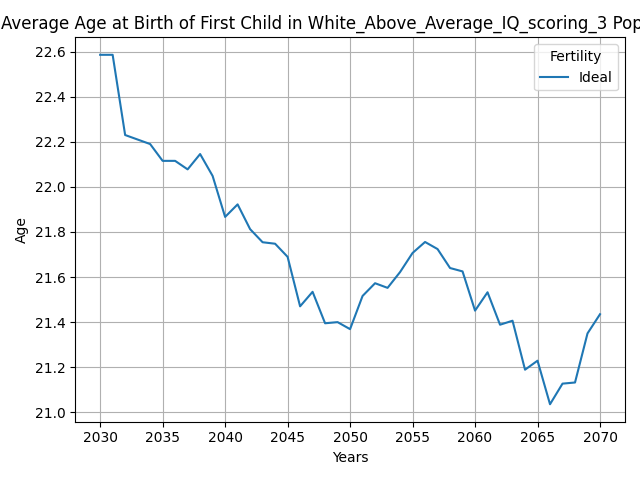 Average Age at Birth of First Child in White_Above_Average_IQ_scoring_3 Pop
22.6
22.4
22.2
22.0
21.8
21.6
21.4
21.2
21.0
Age
Fertility
Ideal
2030 2035 2040 2045 2050 2055 2060 2065 2070
Years